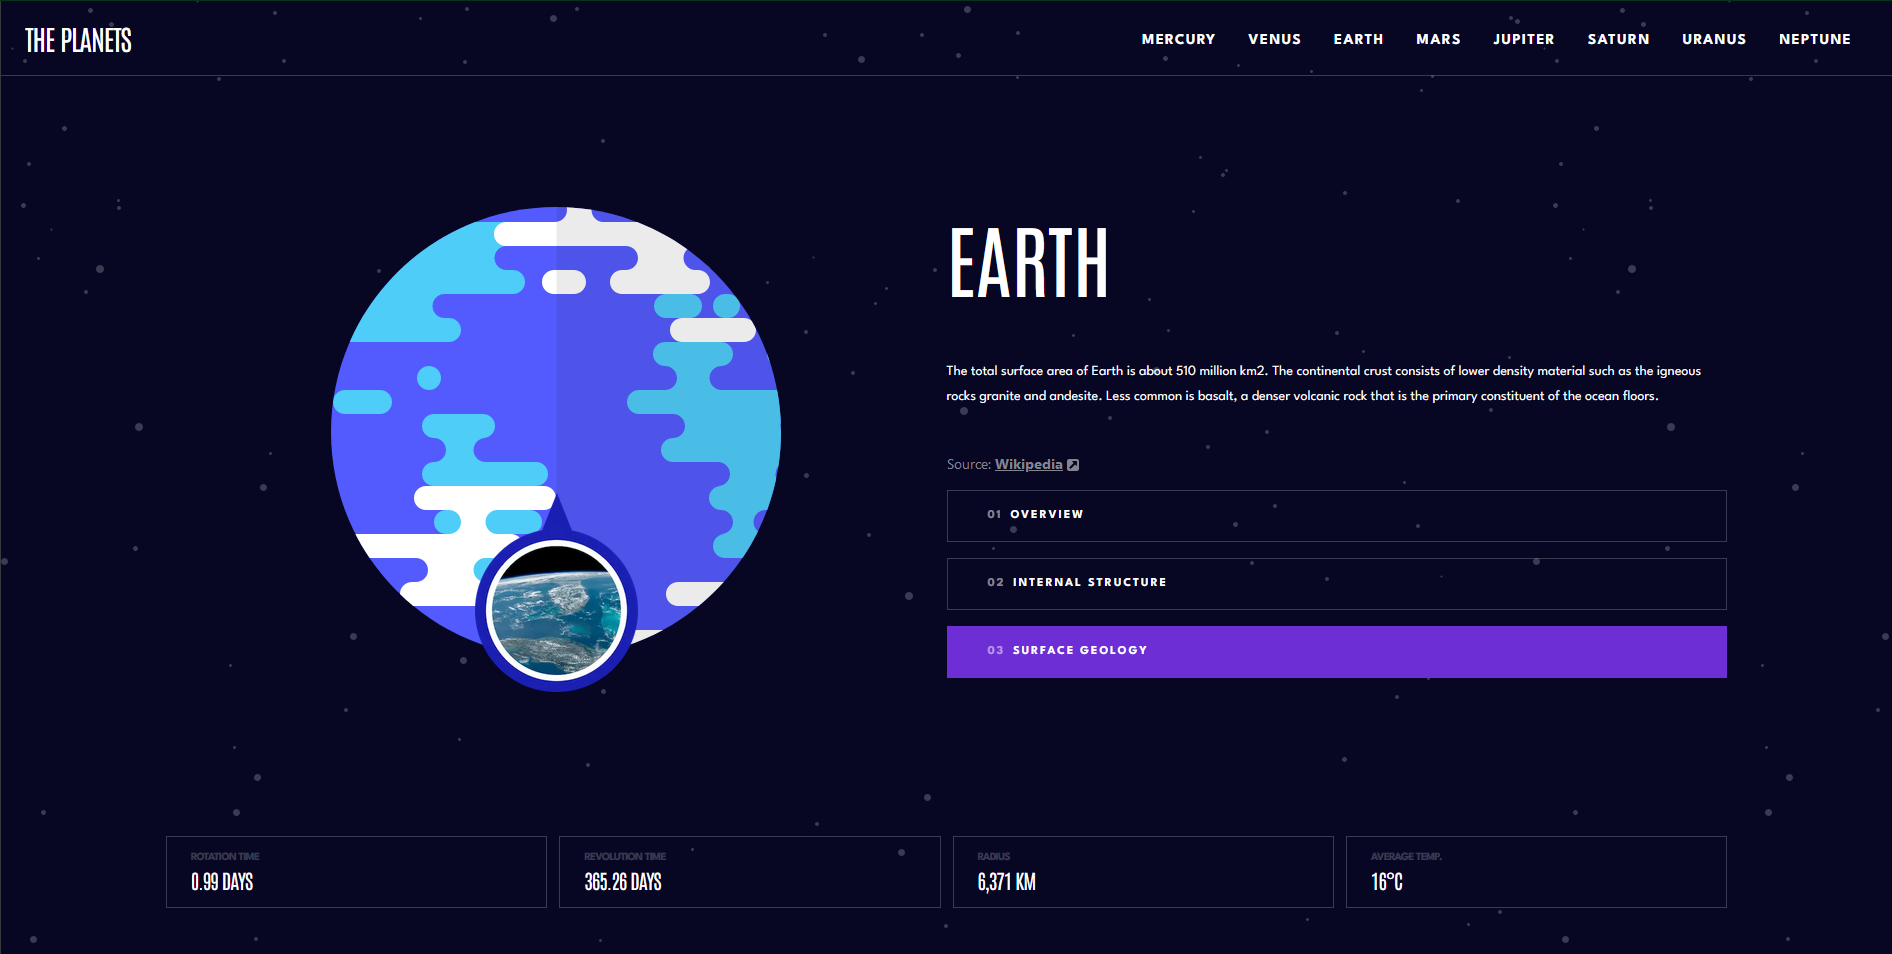 THE PLANETS
MERCURY VENUS EARTH MARS JUPITER SATURN URANUS NEPTUNE
EARTH
The total surface area of Earth is about 510 million km2. The continental crust consists of lower density material such as the igneous
rocks granite and andesite. Less common is basalt, a denser volcanic rock that is the primary constituent of the ocean floors.
Source: Wikipedia
01 OVERVIEW
02 INTERNAL STRUCTURE
03 SURFACE GEOLOGY
ROTATION TIME
0.99 DAYS
REVOLUTION TIME
365.26 DAYS
RADIUS
6,371 KM
AVERAGE TEMP.
16°C